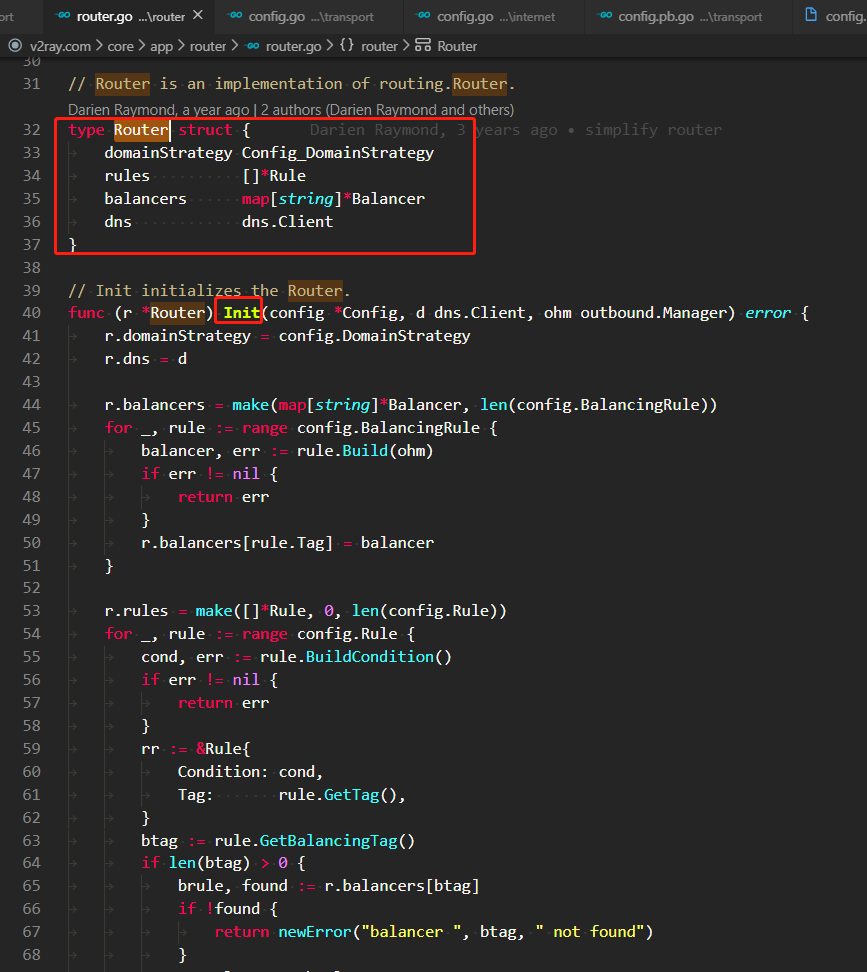 ort
router.go ...\router ×
config.go ...\transport
config.go ...\internet
config.pb.go ...\transport
config.
v2ray.com > core > app > router > router.go > {} router > Router
30
31 // Router is an implementation of routing.Router.
Darien Raymond, a year ago | 2 authors (Darien Raymond and others)
32 type Router struct { Darien Raymond, 3 years ago • simplify router
33 domainStrategy Config_DomainStrategy
34 rules []*Rule
35 balancers map[string]*Balancer
36 dns dns.Client
37 }
38
39 // Init initializes the Router.
40 func (r *Router) Init(config *Config, d dns.Client, ohm outbound.Manager) error {
41 r.domainStrategy = config.DomainStrategy
42 r.dns = d
43
44 r.balancers = make(map[string]*Balancer, len(config.BalancingRule))
45 for _, rule := range config.BalancingRule {
46 balancer, err := rule.Build(ohm)
47 if err != nil {
48 return err
49 }
50 r.balancers[rule.Tag] = balancer
51 }
52
53 r.rules = make([]*Rule, 0, len(config.Rule))
54 for _, rule := range config.Rule {
55 cond, err := rule.BuildCondition()
56 if err != nil {
57 return err
58 }
59 rr := &Rule{
60 Condition: cond,
61 Tag: rule.GetTag(),
62 }
63 btag := rule.GetBalancingTag()
64 if len(btag) > 0 {
65 brule, found := r.balancers[btag]
66 if !found {
67 return newError("balancer ", btag, " not found")
68 }